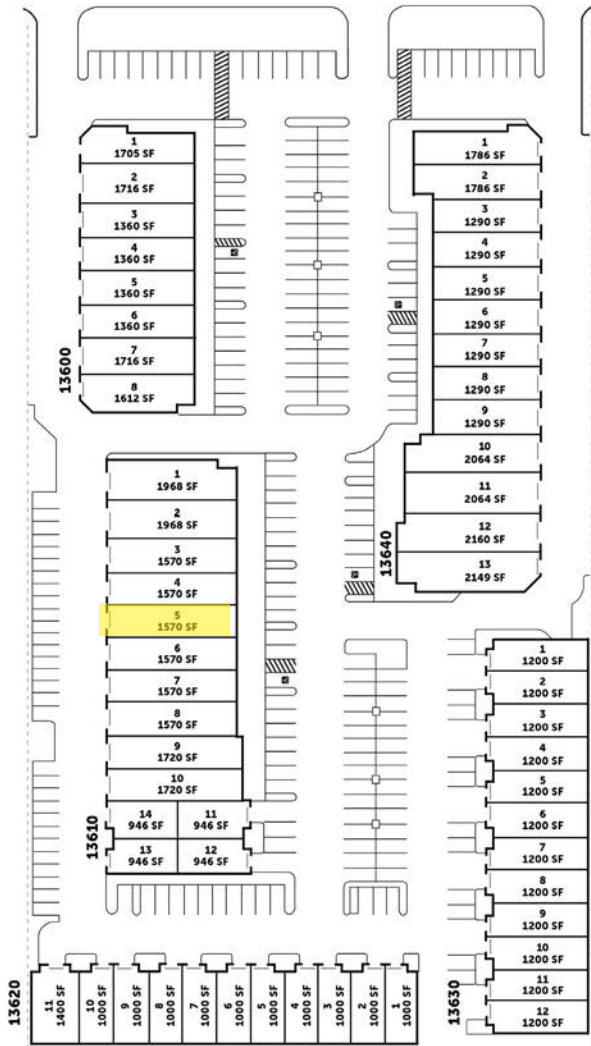 13600
1
1705 SF
2
1716 SF
3
1360 SF
4
1360 SF
5
1360 SF
6
1360 SF
7
1716 SF
8
1612 SF
13640
1
1786 SF
2
1786 SF
3
1290 SF
4
1290 SF
5
1290 SF
6
1290 SF
7
1290 SF
8
1290 SF
9
1290 SF
10
2064 SF
11
2064 SF
12
2160 SF
13
2149 SF
13610
1
1968 SF
2
1968 SF
3
1570 SF
4
1570 SF
5
1570 SF
6
1570 SF
7
1570 SF
8
1570 SF
9
1720 SF
10
1720 SF
14
946 SF
11
946 SF
13
946 SF
12
946 SF
13630
1
1200 SF
2
1200 SF
3
1200 SF
4
1200 SF
5
1200 SF
6
1200 SF
7
1200 SF
8
1200 SF
9
1200 SF
10
1200 SF
11
1200 SF
12
1200 SF
13620
11
1400 SF
10
1000 SF
9
1000 SF
8
1000 SF
7
1000 SF
6
1000 SF
5
1000 SF
4
1000 SF
3
1000 SF
2
1000 SF
1
1000 SF